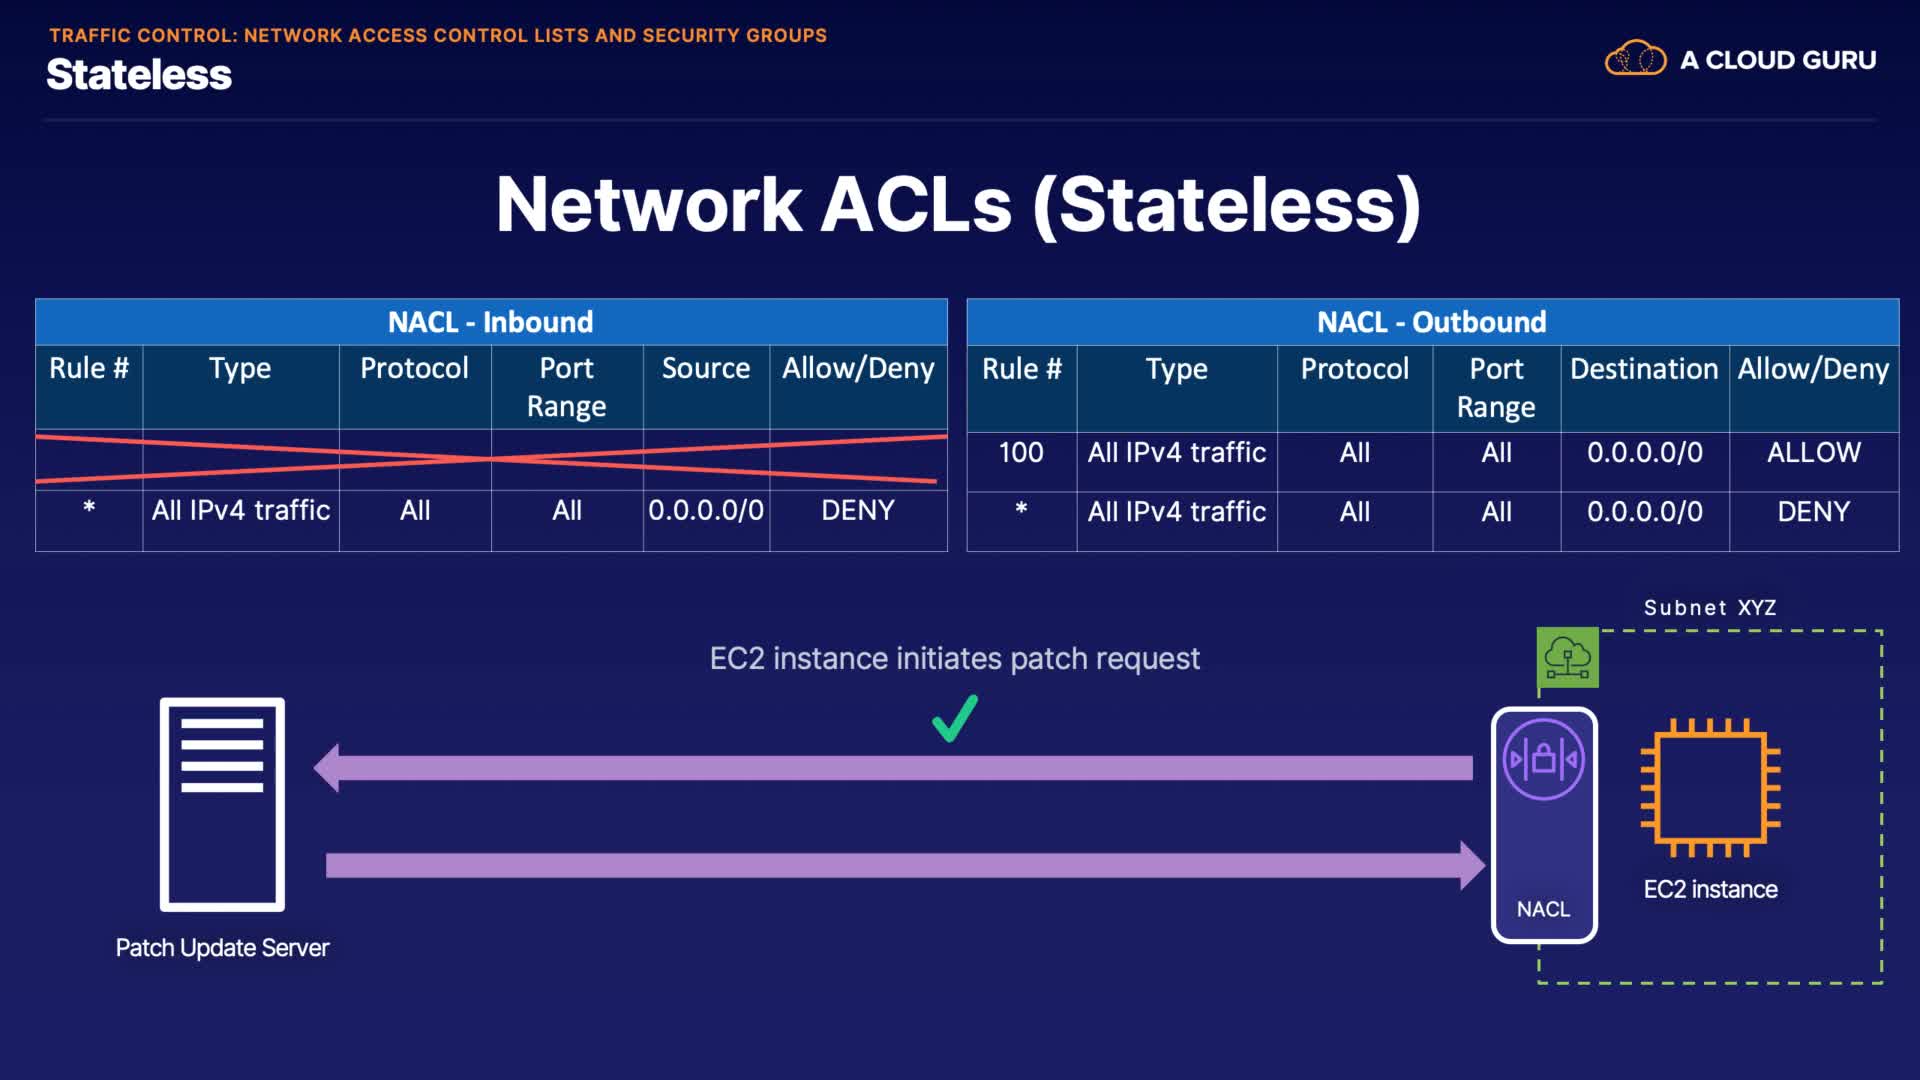 TRAFFIC CONTROL: NETWORK ACCESS CONTROL LISTS AND SECURITY GROUPS
Stateless
A CLOUD GURU
Network ACLs (Stateless)
NACL - Inbound
Rule # Type Protocol Port Range Source Allow/Deny
* All IPv4 traffic All All 0.0.0.0/0 DENY
NACL - Outbound
Rule # Type Protocol Port Range Destination Allow/Deny
100 All IPv4 traffic All All 0.0.0.0/0 ALLOW
* All IPv4 traffic All All 0.0.0.0/0 DENY
Subnet XYZ
EC2 instance initiates patch request
EC2 instance
NACL
Patch Update Server